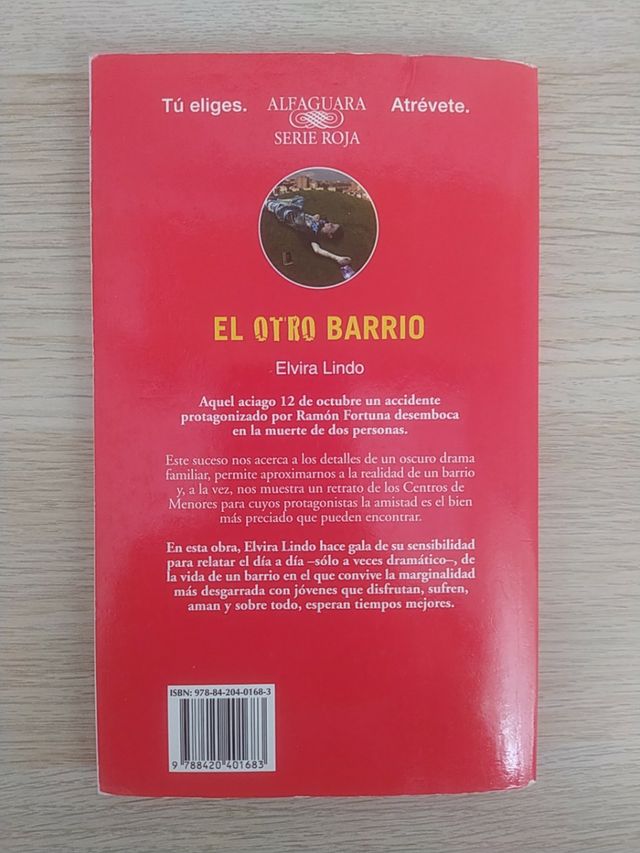 Tú eliges. ALFAGUARA Atrévete.
SERIE ROJA
EL OTRO BARRIO
Elvira Lindo
Aquel aciago 12 de octubre un accidente
protagonizado por Ramón Fortuna desemboca
en la muerte de dos personas.
Este suceso nos acerca a los detalles de un oscuro drama
familiar, permite aproximarnos a la realidad de un barrio
y, a la vez, nos muestra un retrato de los Centros de
Menores para cuyos protagonistas la amistad es el bien
más preciado que pueden encontrar.
En esta obra, Elvira Lindo hace gala de su sensibilidad
para relatar el día a día –sólo a veces dramático–, de
la vida de un barrio en el que convive la marginalidad
más desgarrada con jóvenes que disfrutan, sufren,
aman y sobre todo, esperan tiempos mejores.
ISBN: 978-84-204-0168-3
9 788420 401683